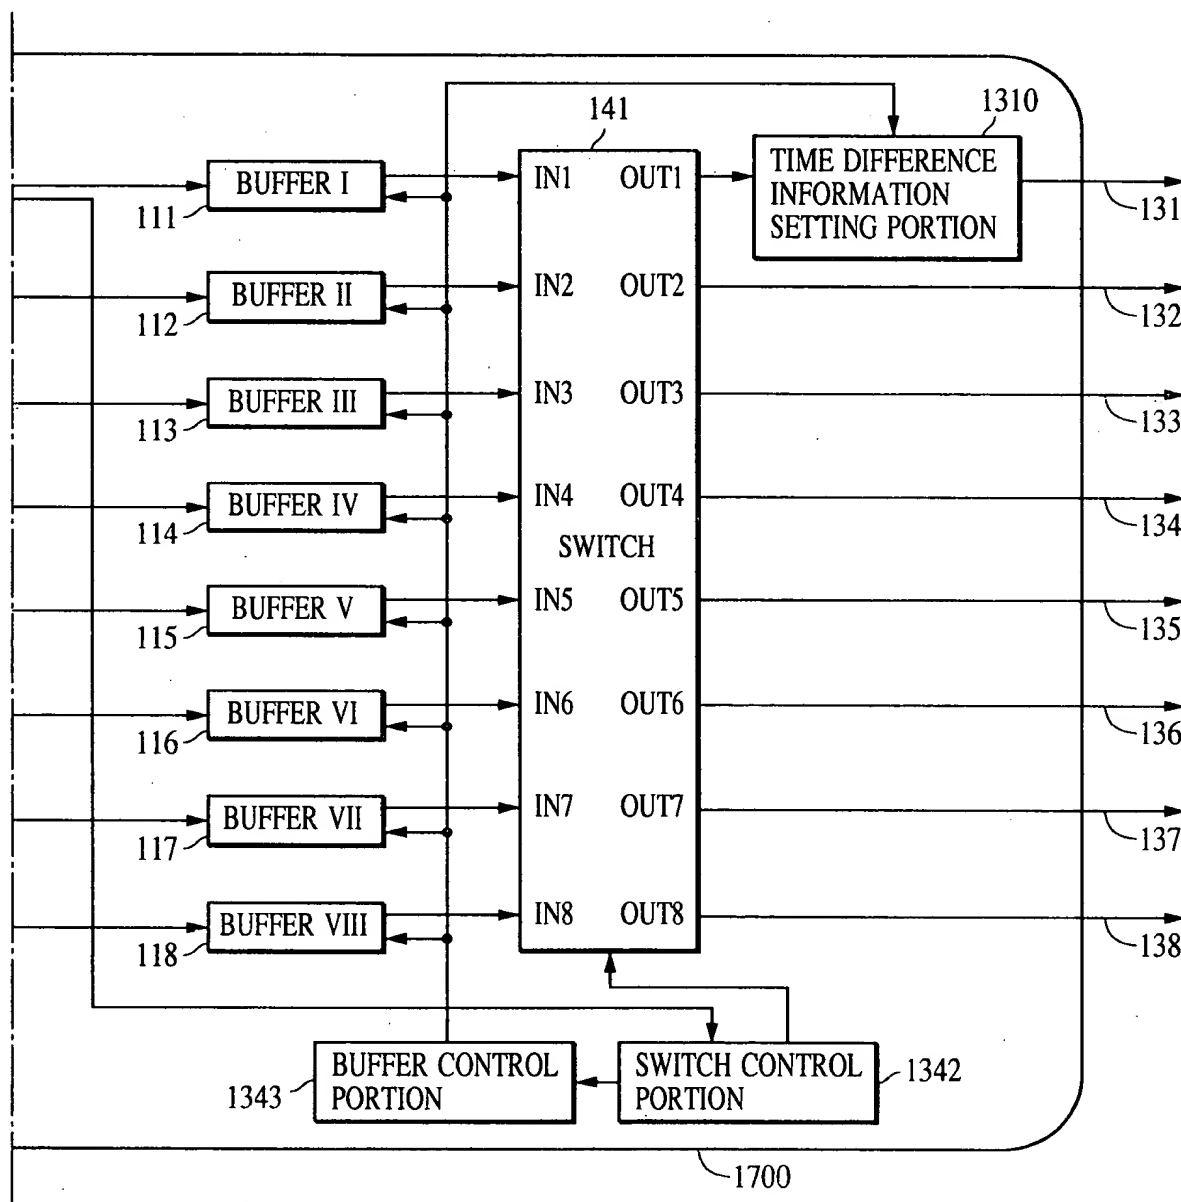 141
1310
BUFFER I
IN1 OUT1
TIME DIFFERENCE
INFORMATION
SETTING PORTION
111
131
BUFFER II
IN2 OUT2
112
132
BUFFER III
IN3 OUT3
113
133
BUFFER IV
IN4 OUT4
114
134
SWITCH
BUFFER V
IN5 OUT5
115
135
BUFFER VI
IN6 OUT6
116
136
BUFFER VII
IN7 OUT7
117
137
BUFFER VIII
IN8 OUT8
118
138
BUFFER CONTROL
PORTION
1343
SWITCH CONTROL
PORTION
1342
1700